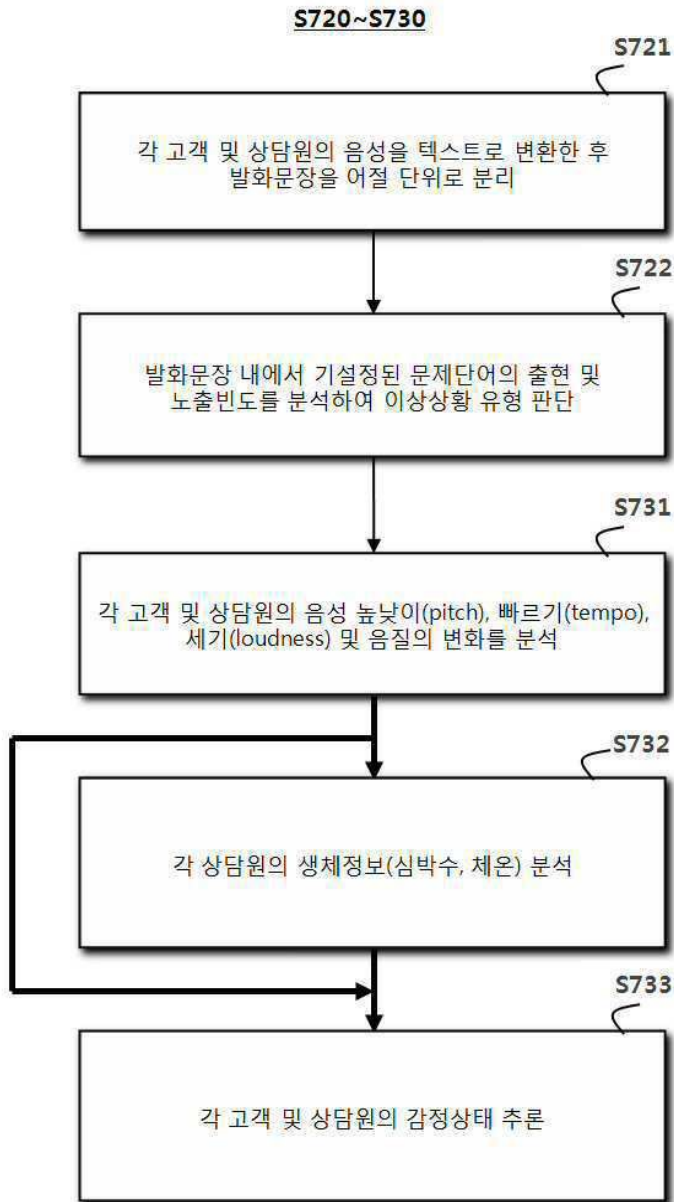 S720~S730
S721
각 고객 및 상담원의 음성을 텍스트로 변환한 후
발화문장을 어절 단위로 분리
S722
발화문장 내에서 기설정된 문제단어의 출현 및
노출빈도를 분석하여 이상상황 유형 판단
S731
각 고객 및 상담원의 음성 높낮이(pitch), 빠르기(tempo),
세기(loudness) 및 음질의 변화를 분석
S732
각 상담원의 생체정보(심박수, 체온) 분석
S733
각 고객 및 상담원의 감정상태 추론